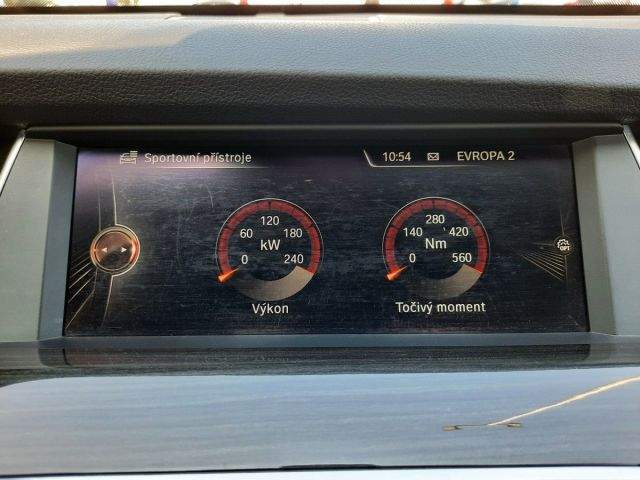 Sportovní přístroje 10:54 EVROPA 2
0 60 120 180 240
kW
Výkon
0 140 280 420 560
Nm
Točivý moment
OPT